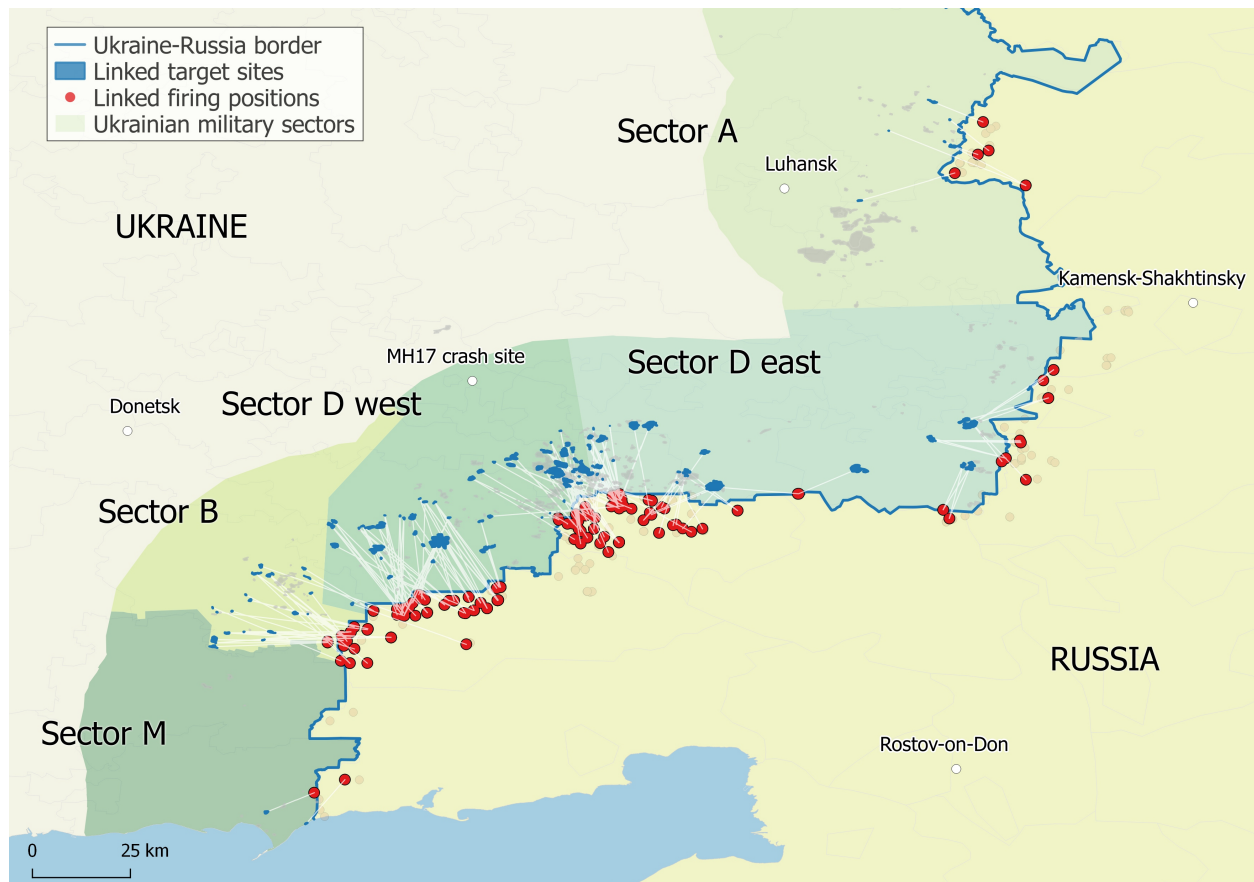 Ukraine-Russia border
Linked target sites
Linked firing positions
Ukrainian military sectors
Sector A
Luhansk
UKRAINE
Kamensk-Shakhtinsky
MH17 crash site
Sector D east
Donetsk
Sector D west
Sector B
RUSSIA
Sector M
Rostov-on-Don
0 25 km